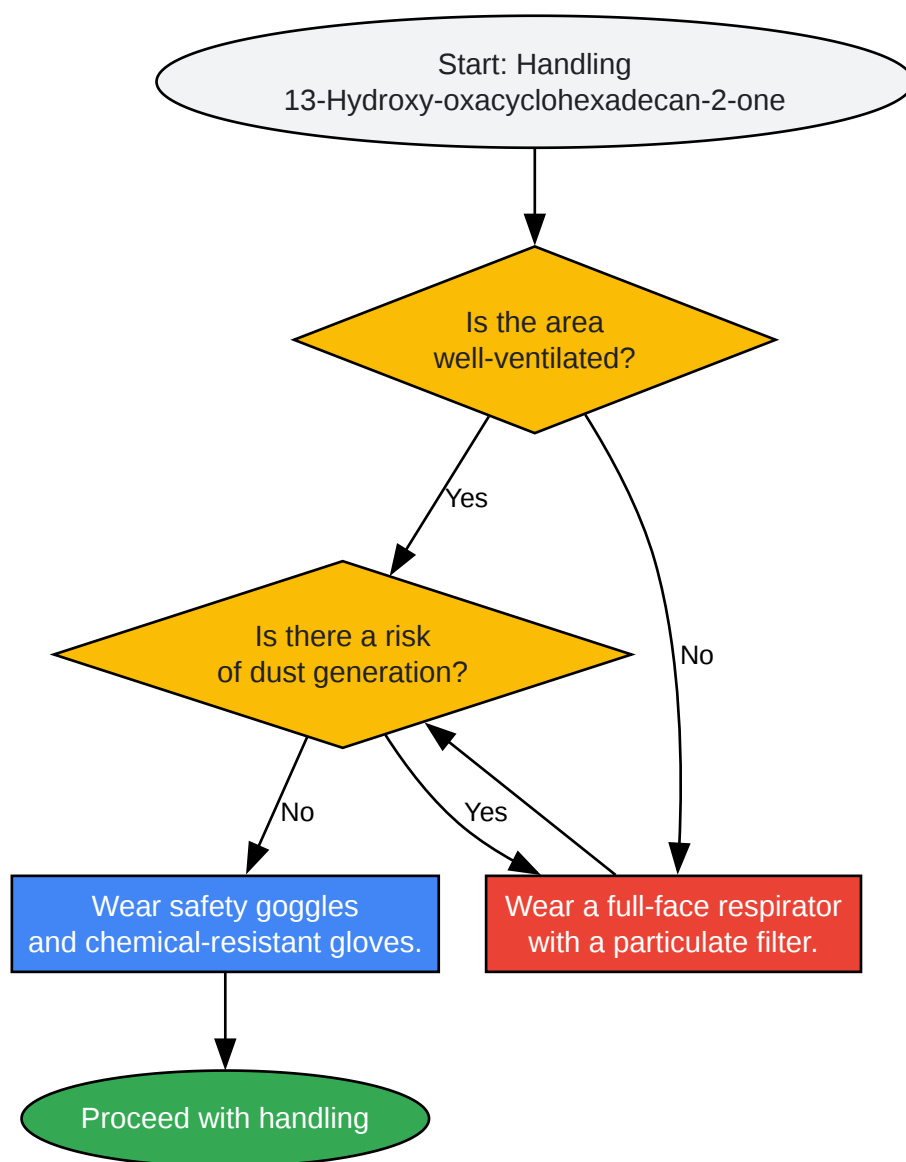 Start: Handling
13-Hydroxy-oxacyclohexadecan-2-one
Is the area
well-ventilated?
Yes
Is there a risk
of dust generation?
No
No
Yes
Wear safety goggles
and chemical-resistant gloves.
Wear a full-face respirator
with a particulate filter.
Proceed with handling